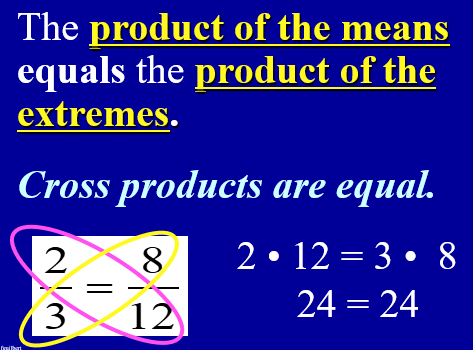 The product of the means
equals the product of the
extremes.
Cross products are equal.
2 8
=
3 12
2 • 12 = 3 • 8
24 = 24